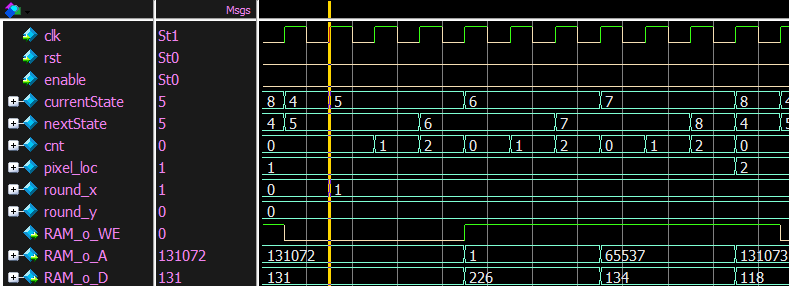 Msgs
clk St1
rst St0
enable St0
currentState 5 8 4 5 6 7 8
nextState 5 4 5 6 7 8 4
cnt 0 0 1 2 0 1 2 0 1 2 0
pixel_loc 1 1 2
round_x 1 0 1
round_y 0 0
RAM_o_WE 0
RAM_o_A 131072 131072 1 65537 131073
RAM_o_D 131 131 226 134 118